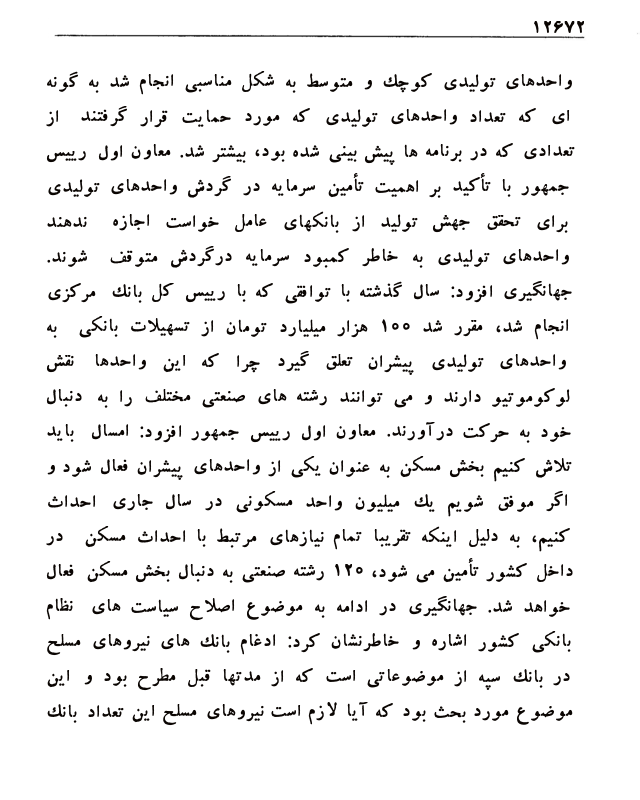 ۱۲۶۷۲
واحدهای تولیدی کوچك و متوسط به شکل مناسبی انجام شد به گونه
ای که تعداد واحدهای تولیدی که مورد حمایت قرار گرفتند از
تعدادی که در برنامه ها پیش بینی شده بود، بیشتر شد. معاون اول رییس
جمهور با تأکید بر اهمیت تأمین سرمایه در گردش واحدهای تولیدی
برای تحقق جهش تولید از بانکهای عامل خواست اجازه ندهند
واحدهای تولیدی به خاطر کمبود سرمایه درگردش متوقف شوند.
جهانگیری افزود: سال گذشته با توافقی که با رییس کل بانك مرکزی
انجام شد، مقرر شد ۱۰۰ هزار میلیارد تومان از تسهیلات بانکی به
واحدهای تولیدی پیشران تعلق گیرد چرا که این واحدها نقش
لوکوموتیو دارند و می توانند رشته های صنعتی مختلف را به دنبال
خود به حرکت درآورند. معاون اول رییس جمهور افزود: امسال باید
تلاش کنیم بخش مسکن به عنوان یکی از واحدهای پیشران فعال شود و
اگر موفق شویم یك میلیون واحد مسکونی در سال جاری احداث
کنیم، به دلیل اینکه تقریبا تمام نیازهای مرتبط با احداث مسکن در
داخل کشور تأمین می شود، ۱۲۰ رشته صنعتی به دنبال بخش مسکن فعال
خواهد شد. جهانگیری در ادامه به موضوع اصلاح سیاست های نظام
بانکی کشور اشاره و خاطرنشان کرد: ادغام بانك های نیروهای مسلح
در بانك سپه از موضوعاتی است که از مدتها قبل مطرح بود و این
موضوع مورد بحث بود که آیا لازم است نیروهای مسلح این تعداد بانك